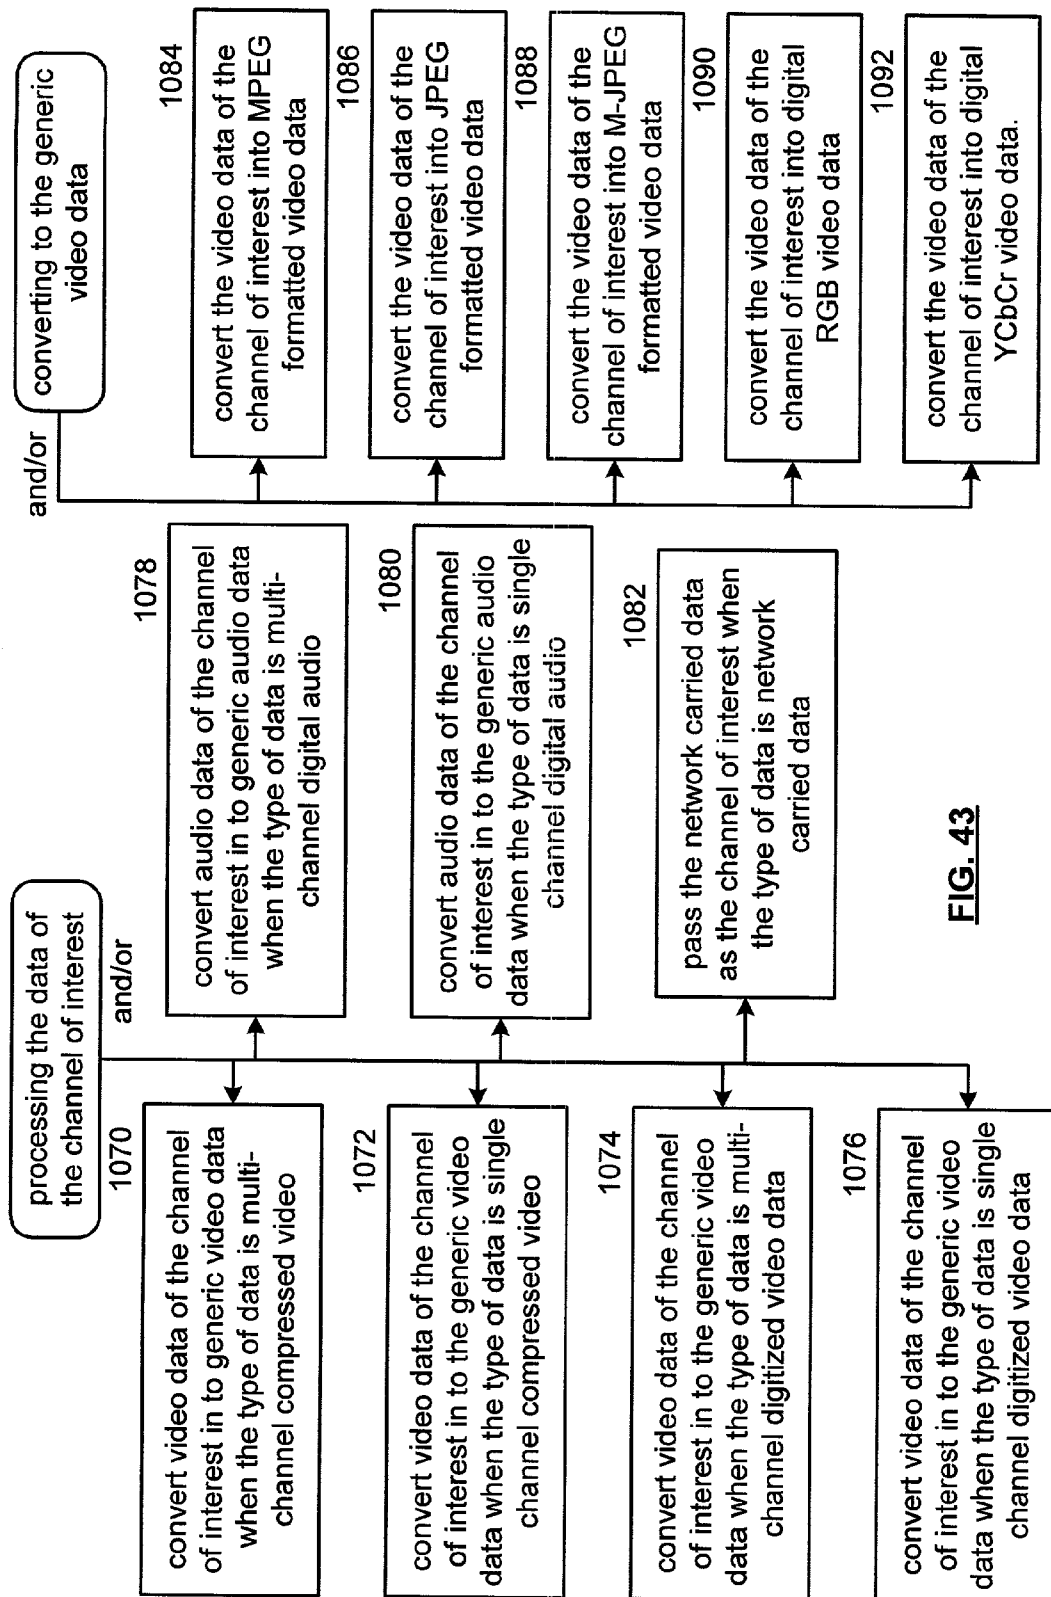 processing the data of
the channel of interest
and/or
1070
convert video data of the channel
of interest in to generic video data
when the type of data is multi-
channel compressed video
1072
convert video data of the channel
of interest in to the generic video
data when the type of data is single
channel compressed video
1074
convert video data of the channel
of interest in to the generic video
data when the type of data is multi-
channel digitized video data
1076
convert video data of the channel
of interest in to the generic video
data when the type of data is single
channel digitized video data
1078
convert audio data of the channel
of interest in to generic audio data
when the type of data is multi-
channel digital audio
1080
convert audio data of the channel
of interest in to the generic audio
data when the type of data is single
channel digital audio
1082
pass the network carried data
as the channel of interest when
the type of data is network
carried data
converting to the generic
video data
and/or
1084
convert the video data of the
channel of interest into MPEG
formatted video data
1086
convert the video data of the
channel of interest into JPEG
formatted video data
1088
convert the video data of the
channel of interest into M-JPEG
formatted video data
1090
convert the video data of the
channel of interest into digital
RGB video data
1092
convert the video data of the
channel of interest into digital
YCbCr video data.
FIG. 43